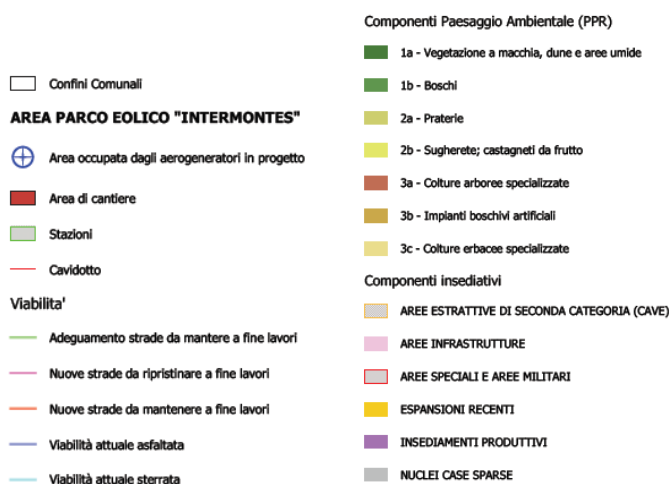 Confini Comunali
AREA PARCO EOLICO "INTERMONTES"
Area occupata dagli aerogeneratori in progetto
Area di cantiere
Stazioni
Cavidotto
Viabilita'
Adeguamento strade da mantere a fine lavori
Nuove strade da ripristinare a fine lavori
Nuove strade da mantenere a fine lavori
Viabilità attuale asfaltata
Viabilità attuale sterrata
Componenti Paesaggio Ambientale (PPR)
1a - Vegetazione a macchia, dune e aree umide
1b - Boschi
2a - Praterie
2b - Sugherete; castagneti da frutto
3a - Colture arboree specializzate
3b - Impianti boschivi artificiali
3c - Colture erbacee specializzate
Componenti insediativi
AREE ESTRATTIVE DI SECONDA CATEGORIA (CAVE)
AREE INFRASTRUTTURE
AREE SPECIALI E AREE MILITARI
ESPANSIONI RECENTI
INSEDIAMENTI PRODUTTIVI
NUCLEI CASE SPARSE